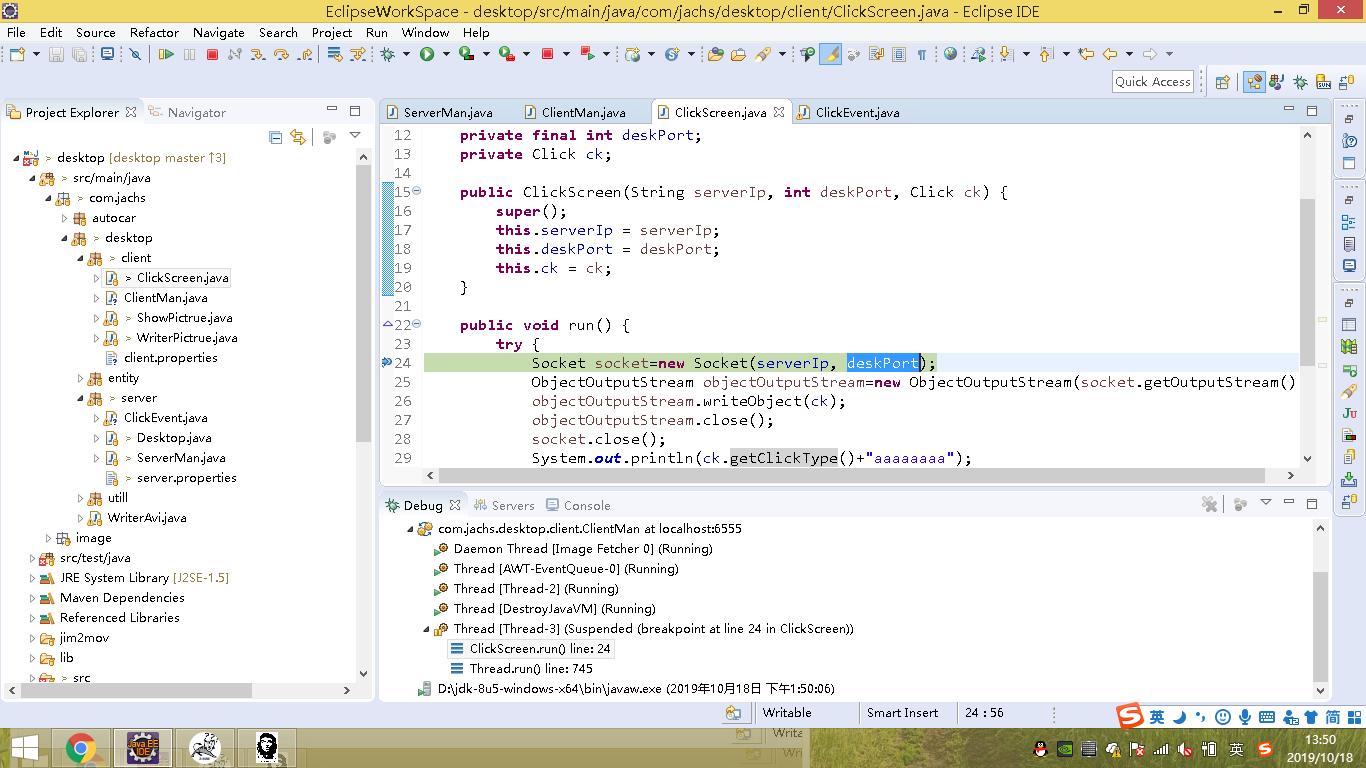 EclipseWorkSpace - desktop/src/main/java/com/jachs/desktop/client/ClickScreen.java - Eclipse IDE
File Edit Source Refactor Navigate Search Project Run Window Help
Quick Access
Project Explorer Navigator
> desktop [desktop master ↑3]
> src/main/java
> com.jachs
autocar
> desktop
> client
> ClickScreen.java
ClientMan.java
> ShowPictrue.java
> WriterPictrue.java
client.properties
entity
> server
ClickEvent.java
> Desktop.java
> ServerMan.java
> server.properties
utill
WriterAvi.java
image
src/test/java
JRE System Library [J2SE-1.5]
Maven Dependencies
Referenced Libraries
jim2mov
lib
> src
ServerMan.java ClientMan.java ClickScreen.java ClickEvent.java
12 private final int deskPort;
13 private Click ck;
14
15 public ClickScreen(String serverIp, int deskPort, Click ck) {
16 super();
17 this.serverIp = serverIp;
18 this.deskPort = deskPort;
19 this.ck = ck;
20 }
21
22 public void run() {
23 try {
24 Socket socket=new Socket(serverIp, deskPort);
25 ObjectOutputStream objectOutputStream=new ObjectOutputStream(socket.getOutputStream()
26 objectOutputStream.writeObject(ck);
27 objectOutputStream.close();
28 socket.close();
29 System.out.println(ck.getClickType()+"aaaaaaaa");
Debug Servers Console
com.jachs.desktop.client.ClientMan at localhost:6555
Daemon Thread [Image Fetcher 0] (Running)
Thread [AWT-EventQueue-0] (Running)
Thread [Thread-2] (Running)
Thread [DestroyJavaVM] (Running)
Thread [Thread-3] (Suspended (breakpoint at line 24 in ClickScreen))
ClickScreen.run() line: 24
Thread.run() line: 745
D:\jdk-8u5-windows-x64\bin\javaw.exe (2019年10月18日 下午1:50:06)
Writable Smart Insert 24 : 56
英 简
Java EE IDE
英
13:50
2019/10/18